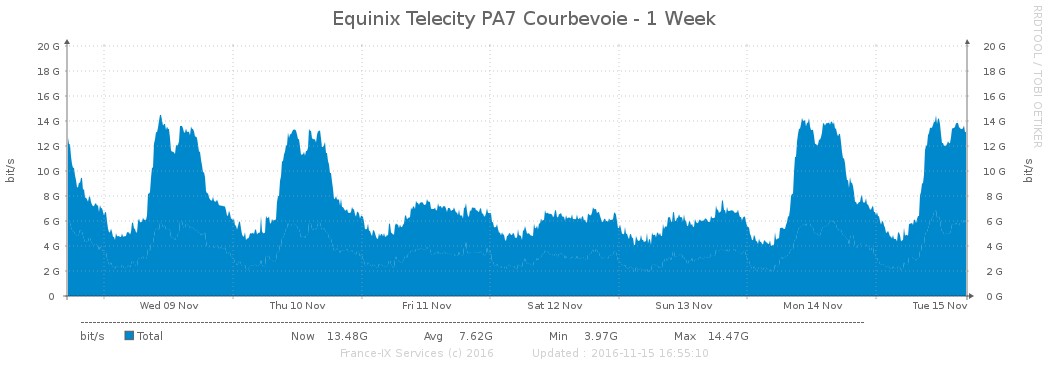 Equinix Telecity PA7 Courbevoie - 1 Week
RRDTOOL / TOBI OETIKER
bit/s
20 G
18 G
16 G
14 G
12 G
10 G
8 G
6 G
4 G
2 G
0
20 G
18 G
16 G
14 G
12 G
10 G
8 G
6 G
4 G
2 G
0 G
bit/s
Wed 09 Nov Thu 10 Nov Fri 11 Nov Sat 12 Nov Sun 13 Nov Mon 14 Nov Tue 15 Nov
bit/s Total Now 13.48G Avg 7.62G Min 3.97G Max 14.47G
France-IX Services (c) 2016 Updated : 2016-11-15 16:55:10